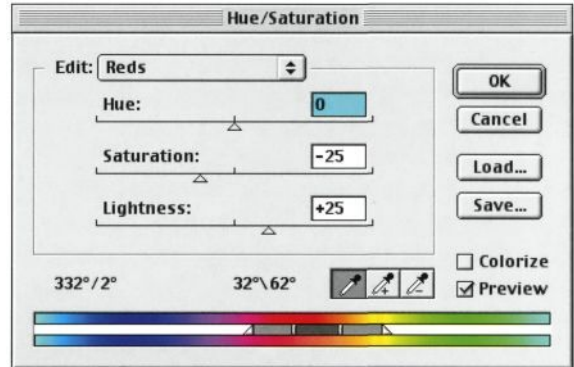 Hue/Saturation
Edit: Reds
Hue: 0
Saturation: -25
Lightness: +25
OK
Cancel
Load...
Save...
Colorize
Preview
332°/2° 32°\62°